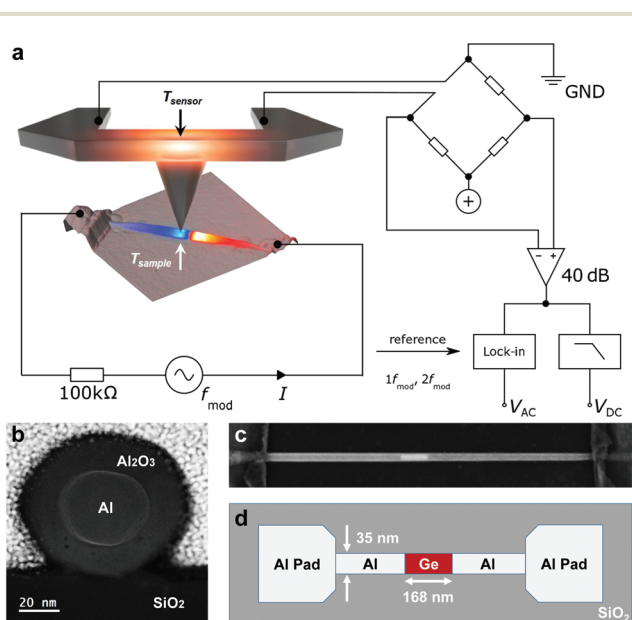 a
T_sensor
GND
T_sample
− +
40 dB
reference
1f_mod, 2f_mod
Lock-in
100kΩ
f_mod
I
V_AC
V_DC
b
Al₂O₃
Al
20 nm
SiO₂
c
d
35 nm
Al Pad
Al
Ge
Al
Al Pad
168 nm
SiO₂